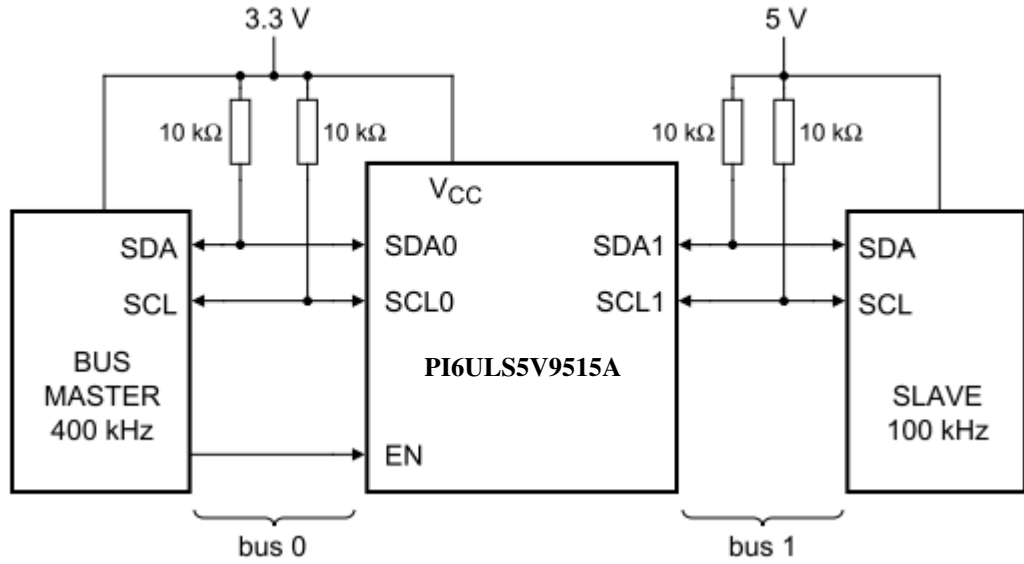 3.3 V
5 V
10 kΩ
10 kΩ
10 kΩ
10 kΩ
VCC
SDA
SDA0
SDA1
SDA
SCL
SCL0
SCL1
SCL
BUS
MASTER
400 kHz
PI6ULS5V9515A
SLAVE
100 kHz
EN
bus 0
bus 1